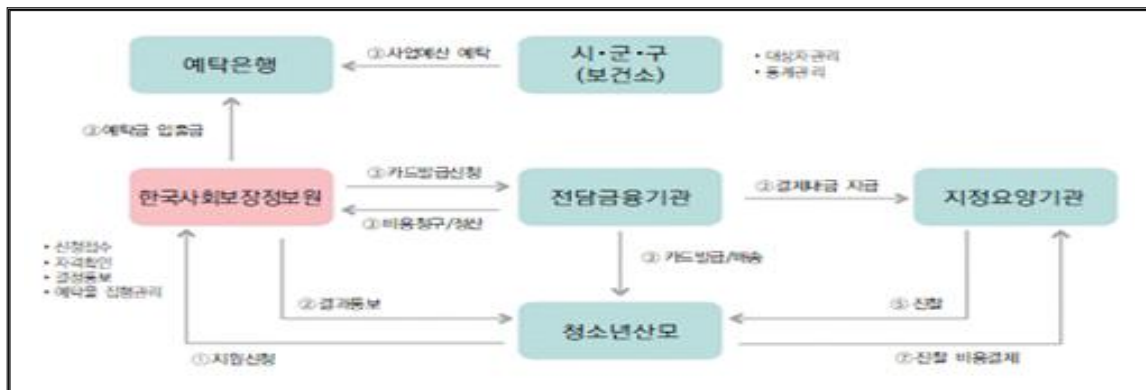 예탁은행
사업예산 예탁
시·군·구
(보건소)
• 대상자관리
• 통계관리
예탁금 입출금
한국사회보장정보원
카드발급신청
비용청구/정산
전담금융기관
결제대금 지급
지정요양기관
• 신청접수
• 자격확인
• 결정통보
• 예탁금 집행관리
카드발급/배송
②결과통보
진찰
청소년산모
①지원신청
진찰 비용결제